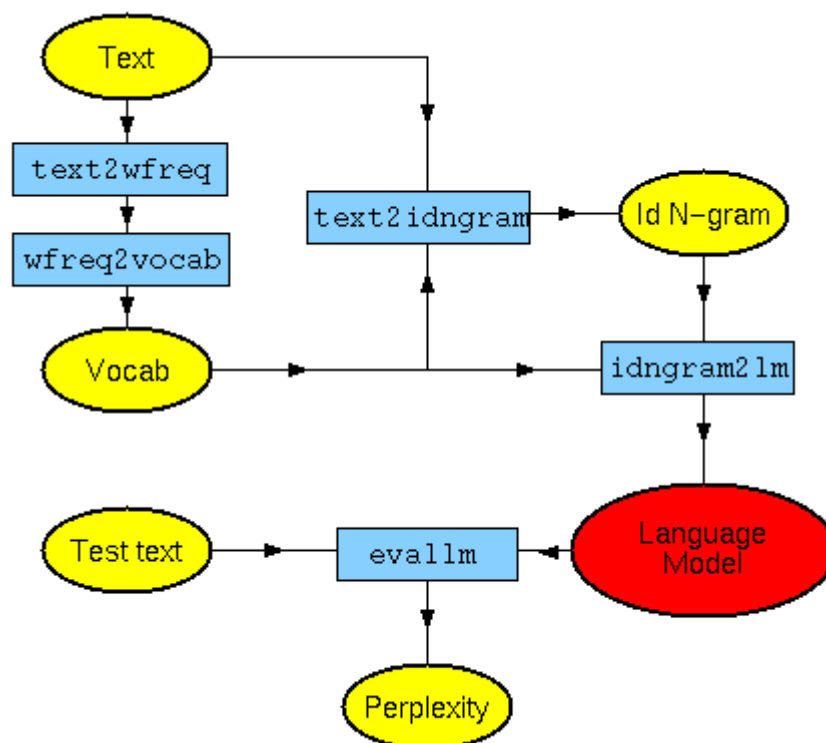 Text
text2wfreq
text2idngram
Id N-gram
wfreq2vocab
Vocab
idngram2lm
Test text
evallm
Language
Model
Perplexity